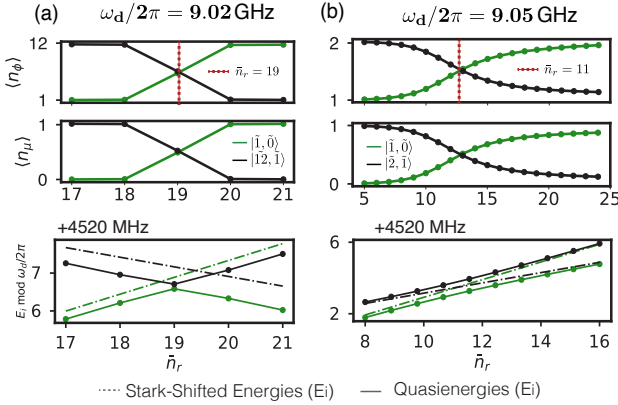 (a) ω_d/2π = 9.02 GHz
(b) ω_d/2π = 9.05 GHz
⟨n_ϕ⟩
12
1
n̄_r = 19
2
1
n̄_r = 11
⟨n_μ⟩
1
0
|1̃, 0̃⟩
|1̃2, 1̃⟩
17 18 19 20 21
1
0
|1̃, 0̃⟩
|2̃, 1̃⟩
5 10 15 20 25
+4520 MHz
+4520 MHz
E_i mod ω_d/2π
7
6
17 18 19 20 21
n̄_r
6
4
2
8 10 12 14 16
n̄_r
Stark-Shifted Energies (Ei)
Quasienergies (Ei)